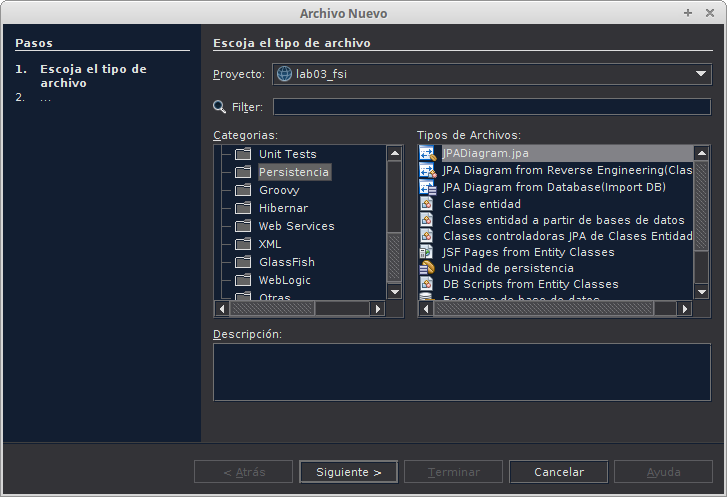 Archivo Nuevo
Pasos
1. Escoja el tipo de
archivo
2. ...
Escoja el tipo de archivo
Proyecto: lab03_fsi
Filter:
Categorias:
Unit Tests
Persistencia
Groovy
Hibernar
Web Services
XML
GlassFish
WebLogic
Otras
Tipos de Archivos:
JPADiagram.jpa
JPA Diagram from Reverse Engineering(Clas
JPA Diagram from Database(Import DB)
Clase entidad
Clases entidad a partir de bases de datos
Clases controladoras JPA de Clases Entidad
JSF Pages from Entity Classes
Unidad de persistencia
DB Scripts from Entity Classes
Esquema de base de datos
Descripción:
< Atrás
Siguiente >
Terminar
Cancelar
Ayuda